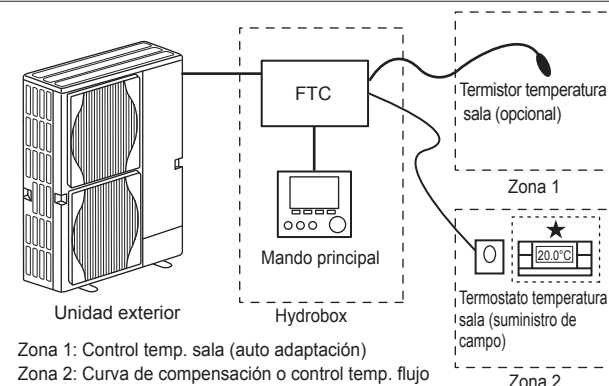 FTC
Termistor temperatura
sala (opcional)
Zona 1
Mando principal
20.0°C
Unidad exterior
Hydrobox
Termostato temperatura
sala (suministro de
campo)
Zona 2
Zona 1: Control temp. sala (auto adaptación)
Zona 2: Curva de compensación o control temp. flujo